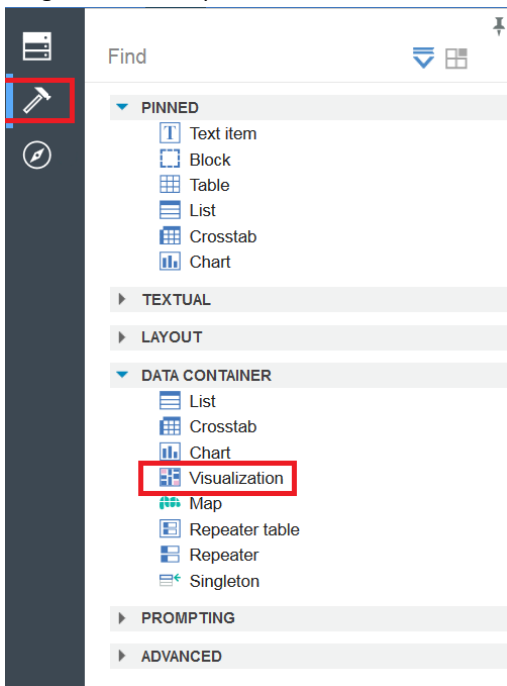 Find
PINNED
Text item
Block
Table
List
Crosstab
Chart
TEXTUAL
LAYOUT
DATA CONTAINER
List
Crosstab
Chart
Visualization
Map
Repeater table
Repeater
Singleton
PROMPTING
ADVANCED